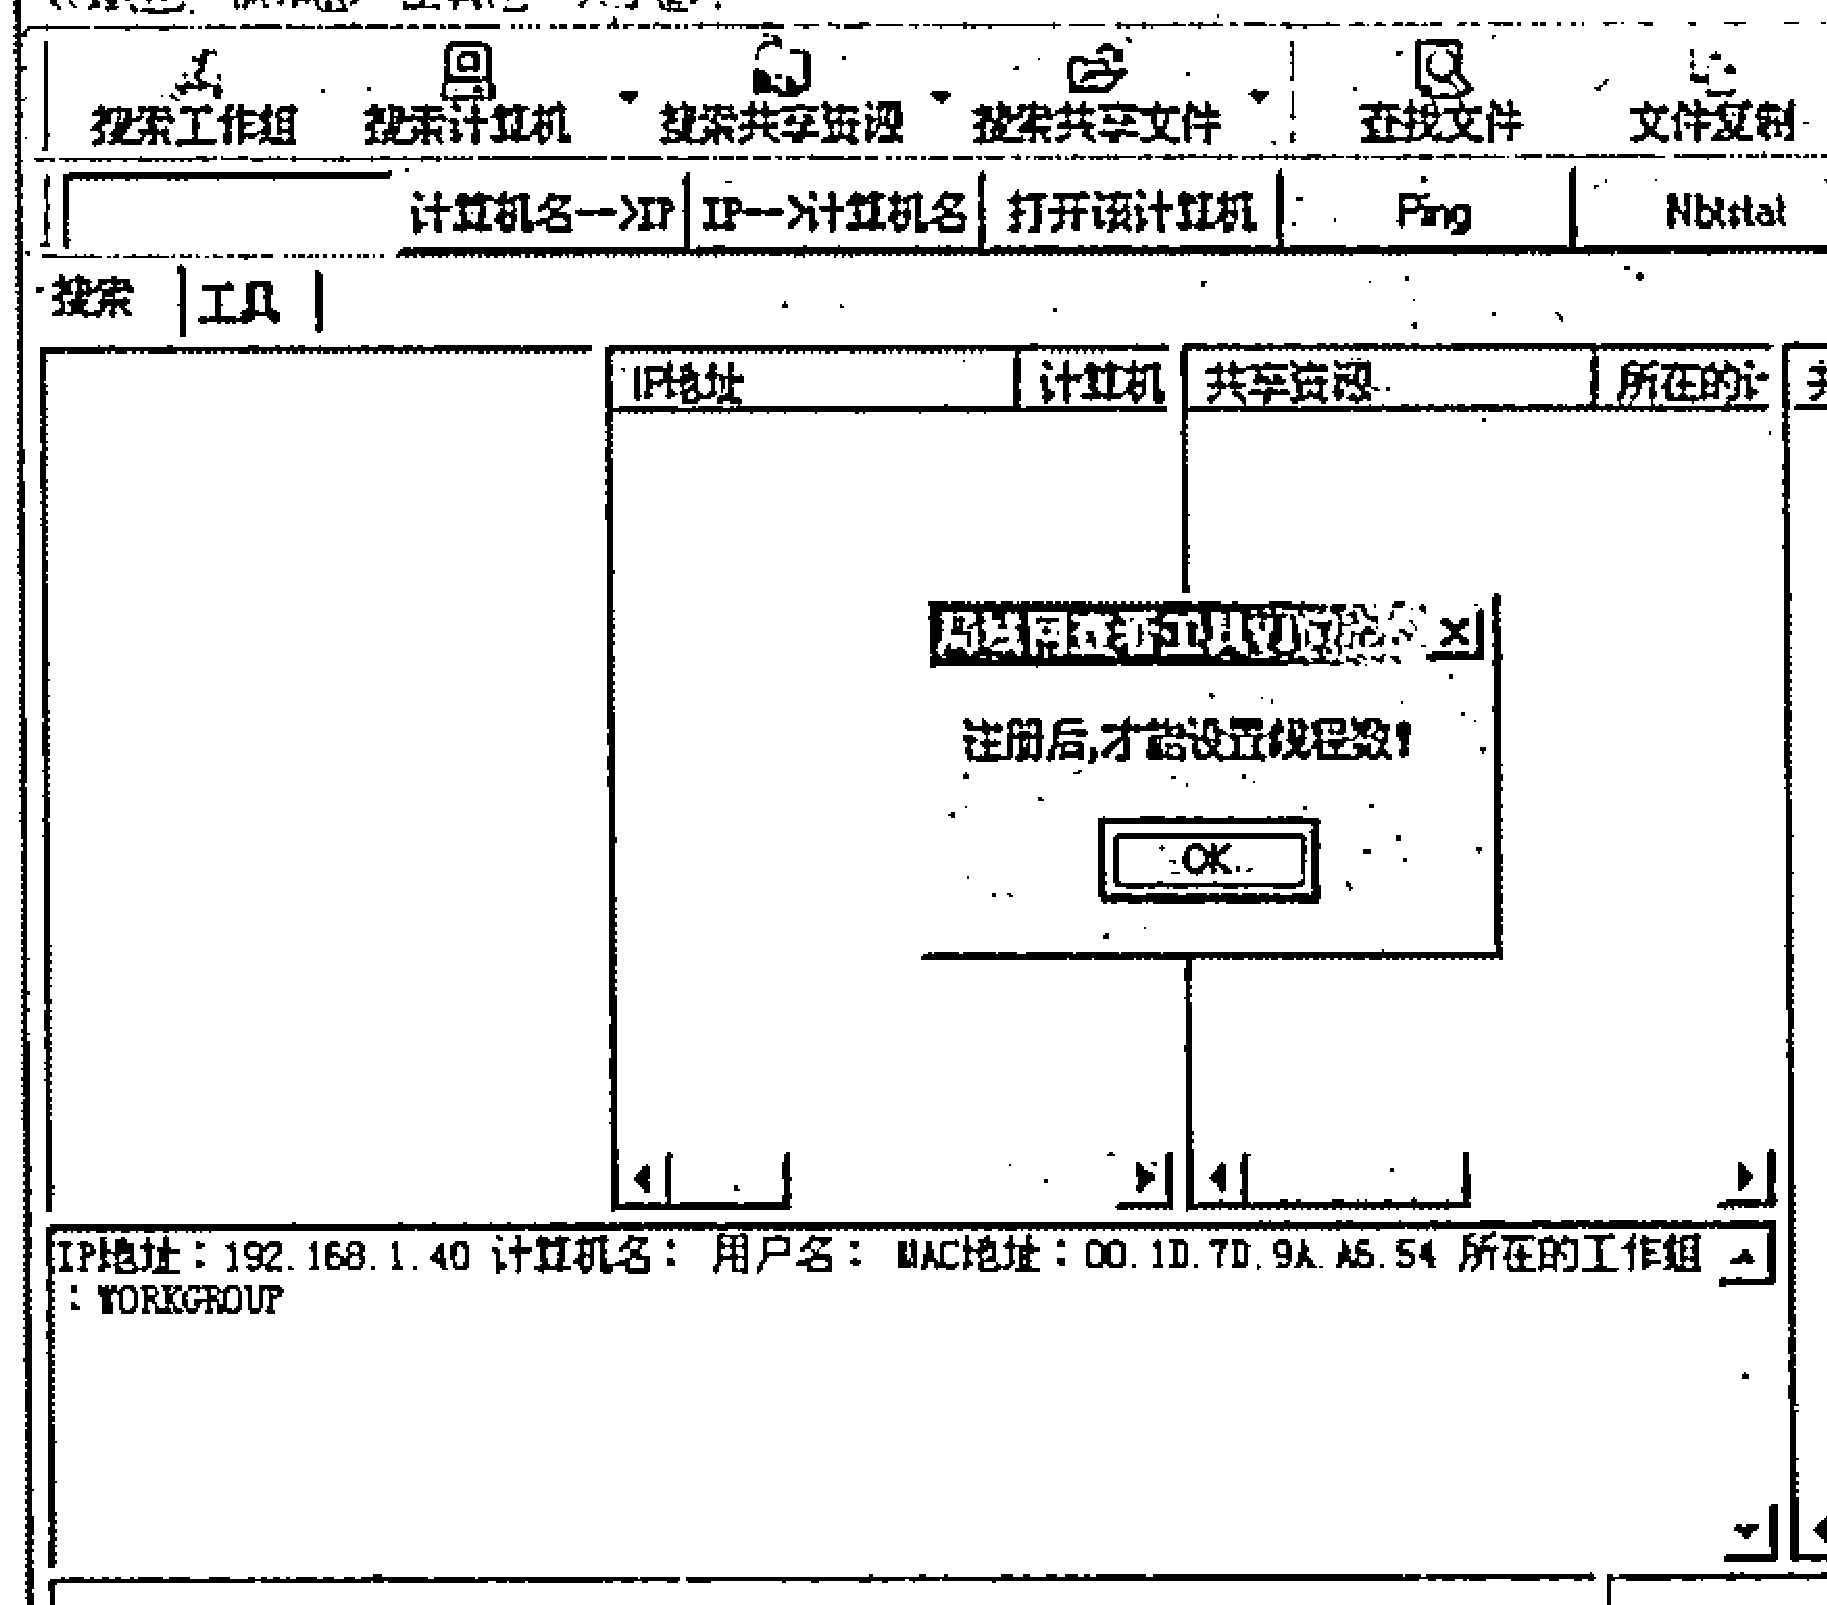 搜索工作组 搜索计算机 搜索共享资源 搜索共享文件 查找文件 文件复制
计算机名-->IP IP-->计算机名 打开该计算机 Ping Nbtstat
搜索 工具
IP地址 计算机 共享资源 所在的计
注册后,才能设置线程数!
OK
IP地址：192.168.1.40 计算机名： 用户名： MAC地址：00.1D.7D.9A.A6.54 所在的工作组
：WORKGROUP